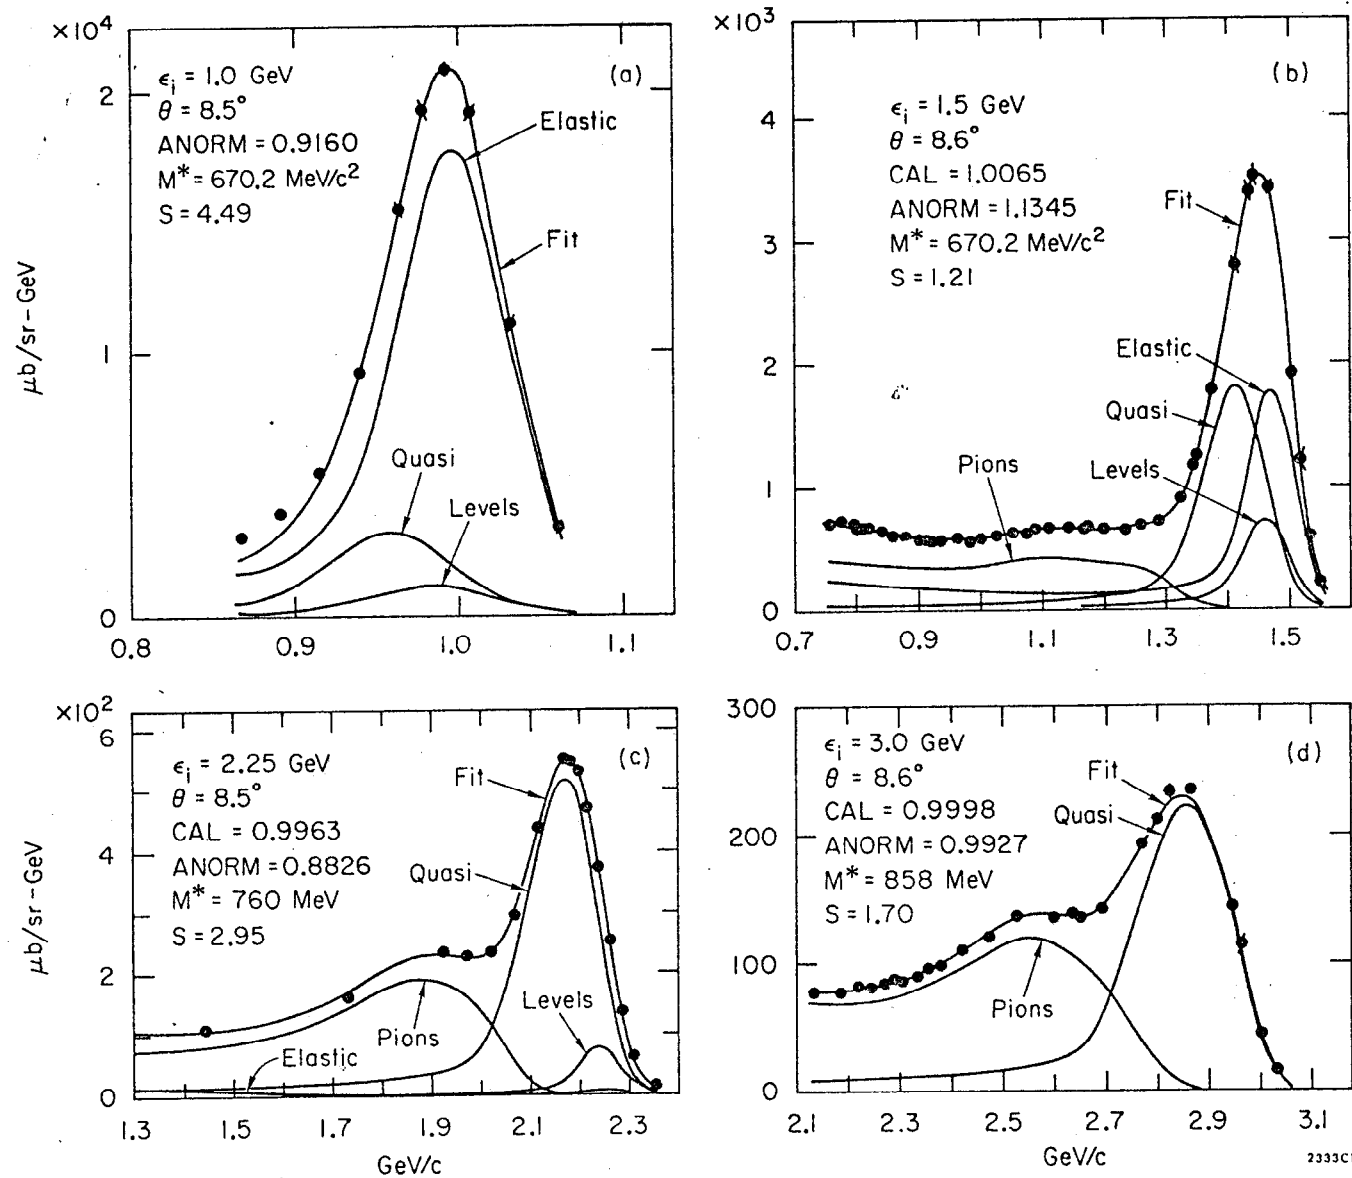 ×10⁴
(a)
ϵᵢ = 1.0 GeV
θ = 8.5°
ANORM = 0.9160
M* = 670.2 MeV/c²
S = 4.49
Elastic
Fit
Quasi
Levels
2
1
0
0.8 0.9 1.0 1.1
μb/sr-GeV
×10³
(b)
ϵᵢ = 1.5 GeV
θ = 8.6°
CAL = 1.0065
ANORM = 1.1345
M* = 670.2 MeV/c²
S = 1.21
Fit
Elastic
Quasi
Levels
Pions
4
3
2
1
0
0.7 0.9 1.1 1.3 1.5
×10²
(c)
ϵᵢ = 2.25 GeV
θ = 8.5°
CAL = 0.9963
ANORM = 0.8826
M* = 760 MeV
S = 2.95
Fit
Quasi
Levels
Pions
Elastic
6
4
2
0
1.3 1.5 1.7 1.9 2.1 2.3
GeV/c
μb/sr-GeV
(d)
ϵᵢ = 3.0 GeV
θ = 8.6°
CAL = 0.9998
ANORM = 0.9927
M* = 858 MeV
S = 1.70
Fit
Quasi
Pions
300
200
100
0
2.1 2.3 2.5 2.7 2.9 3.1
GeV/c